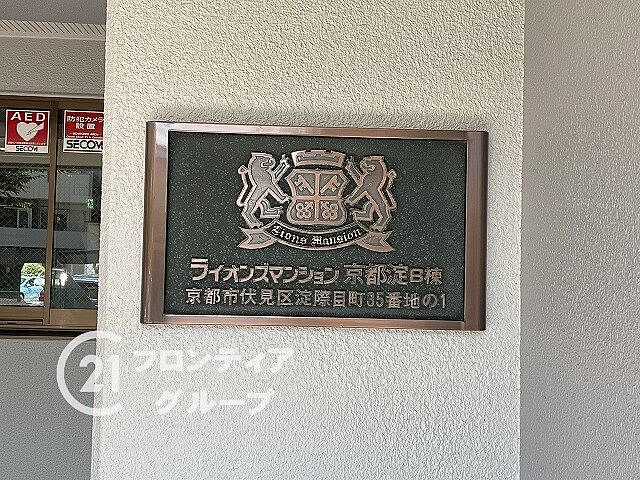 AED
SECOM
防犯カメラ
設置
SECOM
Lions Mansion
ライオンズマンション 京都淀B棟
京都市伏見区淀際目町35番地の1
C21 フロンティア
グループ